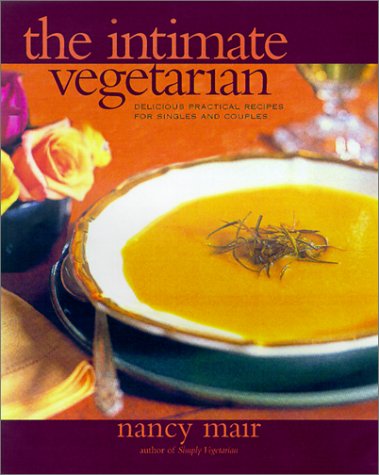 the intimate
vegetarian
DELICIOUS PRACTICAL RECIPES
FOR SINGLES AND COUPLES
nancy mair
author of Simply Vegetarian